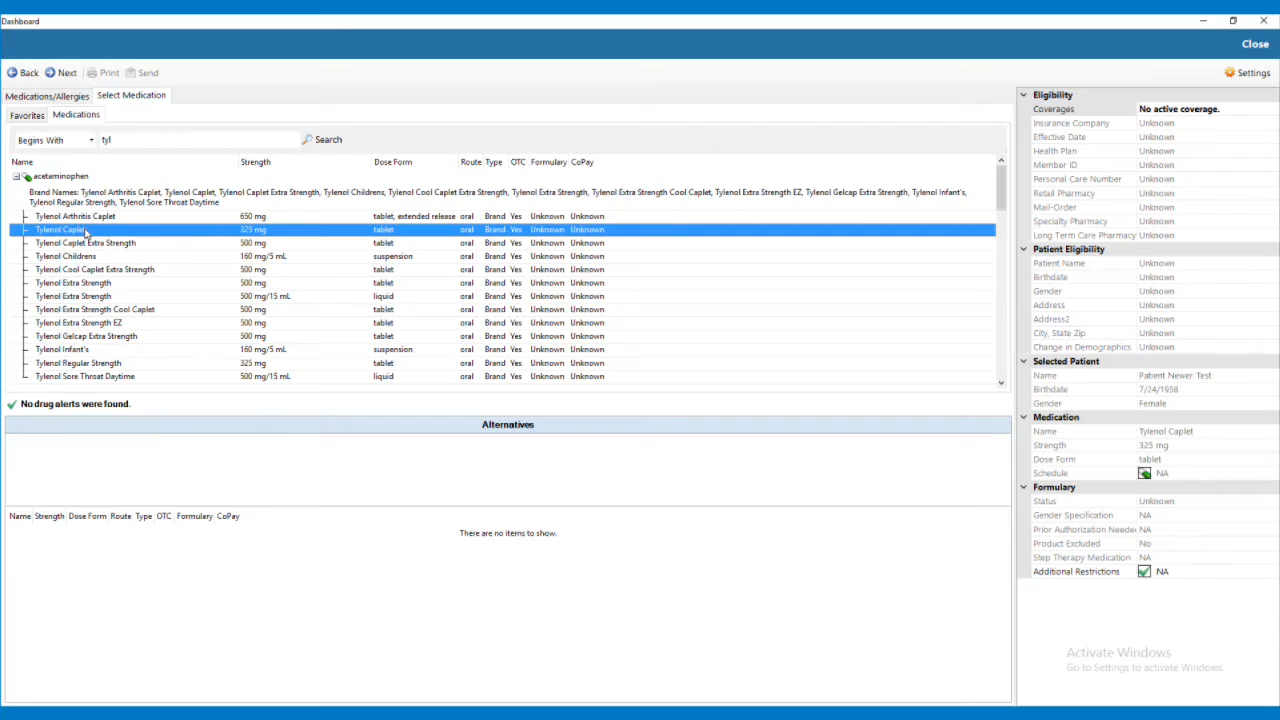 Dashboard
Close
Back Next Print Send Settings
Medications/Allergies Select Medication
Favorites Medications
Begins With tyl Search
Name Strength Dose Form Route Type OTC Formulary CoPay
acetaminophen
Brand Names: Tylenol Arthritis Caplet, Tylenol Caplet, Tylenol Caplet Extra Strength, Tylenol Childrens, Tylenol Cool Caplet Extra Strength, Tylenol Extra Strength, Tylenol Extra Strength Cool Caplet, Tylenol Extra Strength EZ, Tylenol Gelcap Extra Strength, Tylenol Infant's,
Tylenol Regular Strength, Tylenol Sore Throat Daytime
Tylenol Arthritis Caplet 650 mg tablet, extended release oral Brand Yes Unknown Unknown
Tylenol Caplet 325 mg tablet oral Brand Yes Unknown Unknown
Tylenol Caplet Extra Strength 500 mg tablet oral Brand Yes Unknown Unknown
Tylenol Childrens 160 mg/5 mL suspension oral Brand Yes Unknown Unknown
Tylenol Cool Caplet Extra Strength 500 mg tablet oral Brand Yes Unknown Unknown
Tylenol Extra Strength 500 mg tablet oral Brand Yes Unknown Unknown
Tylenol Extra Strength 500 mg/15 mL liquid oral Brand Yes Unknown Unknown
Tylenol Extra Strength Cool Caplet 500 mg tablet oral Brand Yes Unknown Unknown
Tylenol Extra Strength EZ 500 mg tablet oral Brand Yes Unknown Unknown
Tylenol Gelcap Extra Strength 500 mg tablet oral Brand Yes Unknown Unknown
Tylenol Infant's 160 mg/5 mL suspension oral Brand Yes Unknown Unknown
Tylenol Regular Strength 325 mg tablet oral Brand Yes Unknown Unknown
Tylenol Sore Throat Daytime 500 mg/15 mL liquid oral Brand Yes Unknown Unknown
No drug alerts were found.
Alternatives
Name Strength Dose Form Route Type OTC Formulary CoPay
There are no items to show.
Eligibility
Coverages No active coverage.
Insurance Company Unknown
Effective Date Unknown
Health Plan Unknown
Member ID Unknown
Personal Care Number Unknown
Retail Pharmacy Unknown
Mail-Order Unknown
Specialty Pharmacy Unknown
Long Term Care Pharmacy Unknown
Patient Eligibility
Patient Name Unknown
Birthdate Unknown
Gender Unknown
Address Unknown
Address2 Unknown
City, State Zip Unknown
Change in Demographics Unknown
Selected Patient
Name Patient Newer Test
Birthdate 7/24/1958
Gender Female
Medication
Name Tylenol Caplet
Strength 325 mg
Dose Form tablet
Schedule NA
Formulary
Status Unknown
Gender Specification NA
Prior Authorization Neede NA
Product Excluded No
Step Therapy Medication NA
Additional Restrictions NA
Activate Windows
Go to Settings to activate Windows.